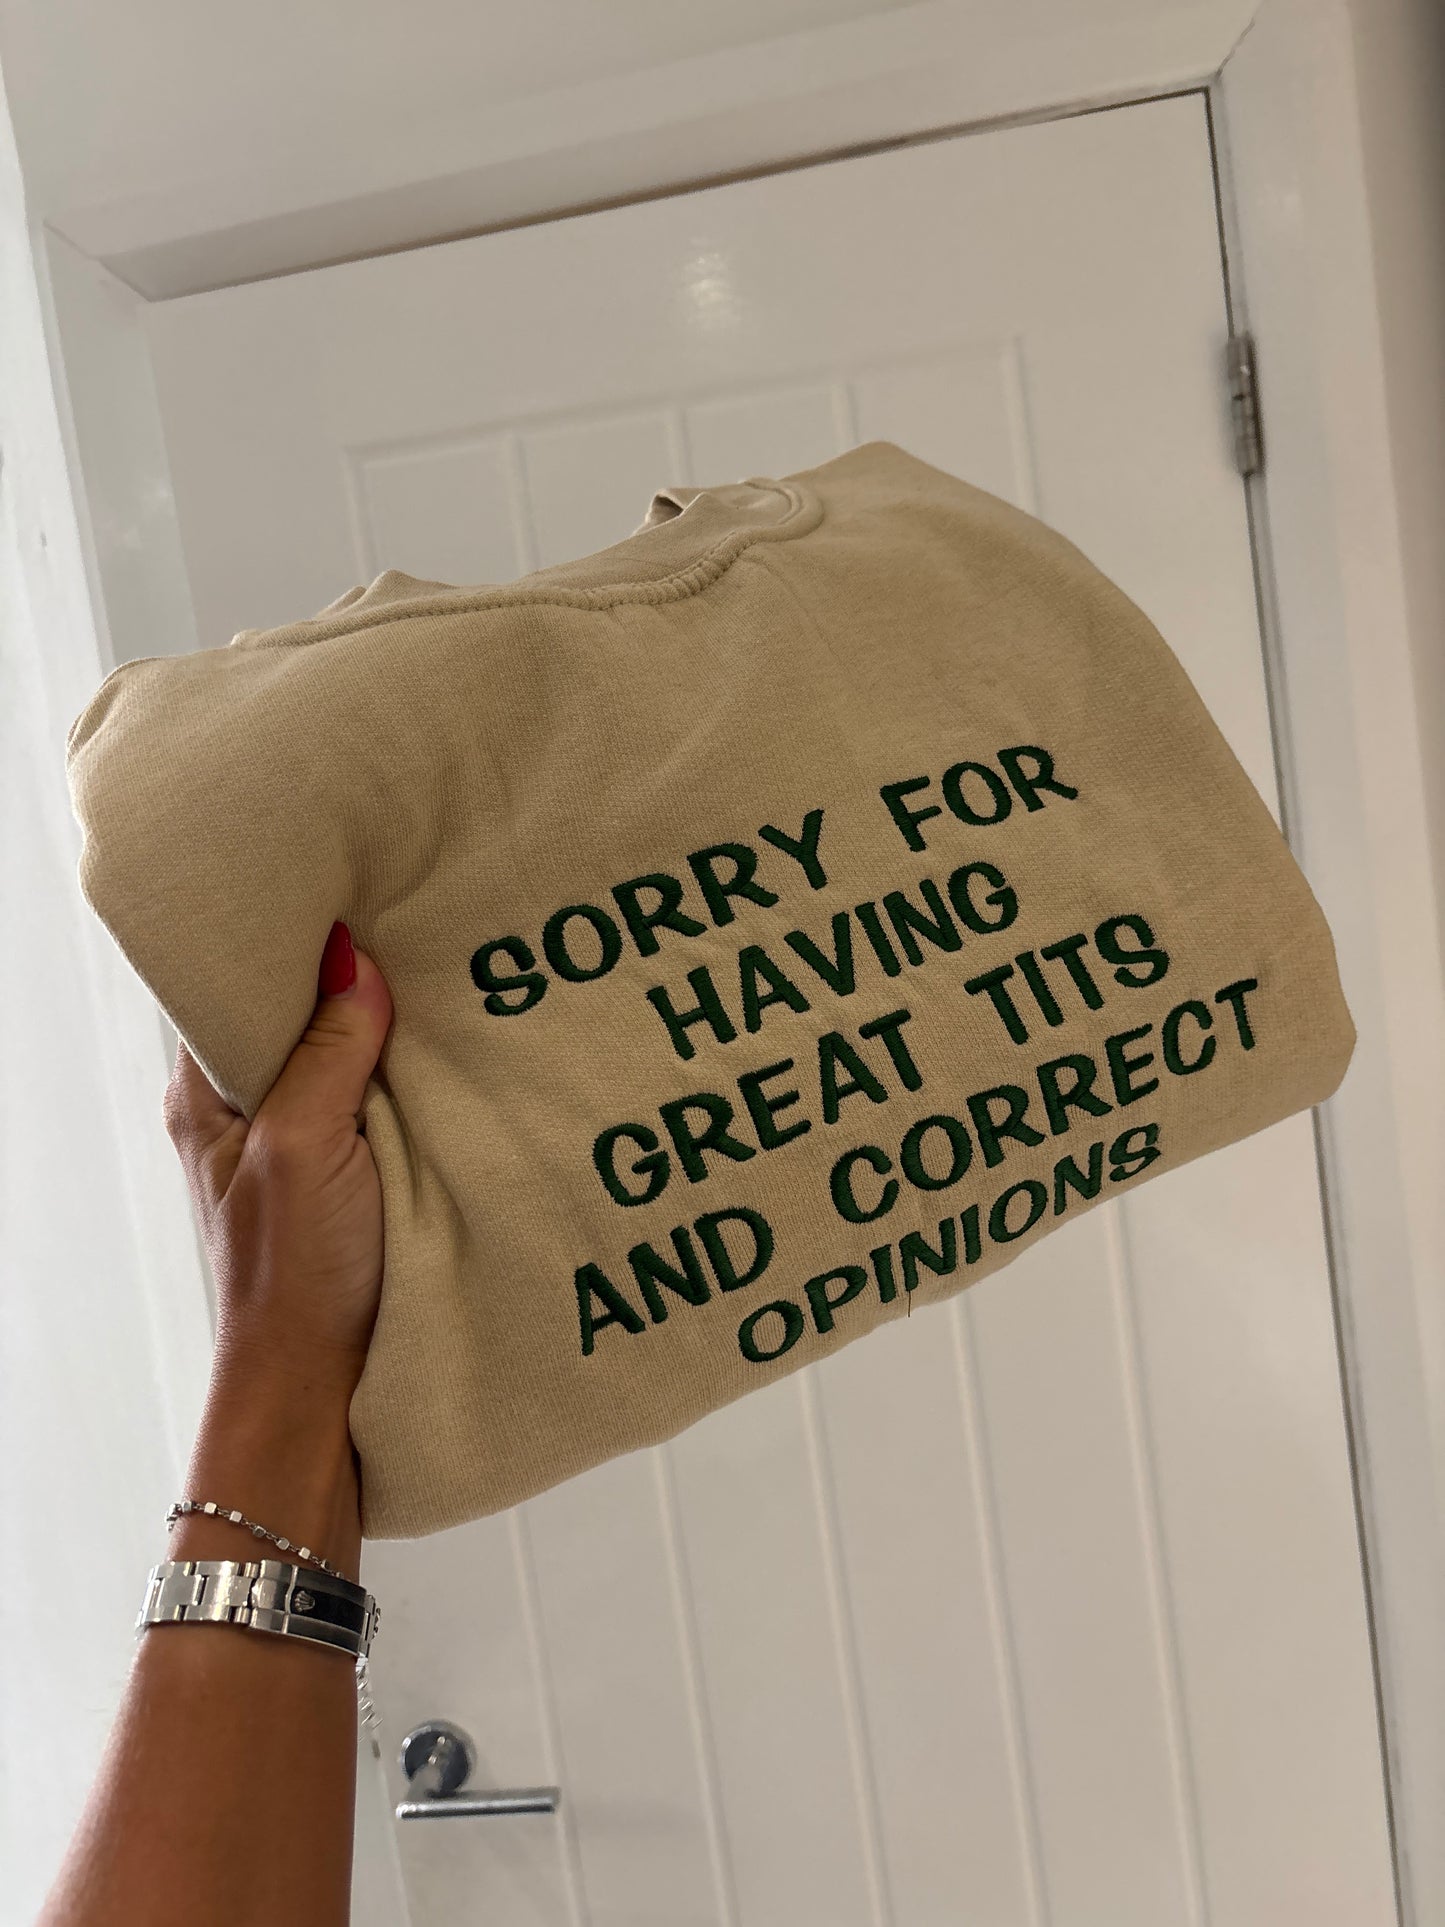 SORRY FOR
HAVING
GREAT TITS
AND CORRECT
OPINIONS